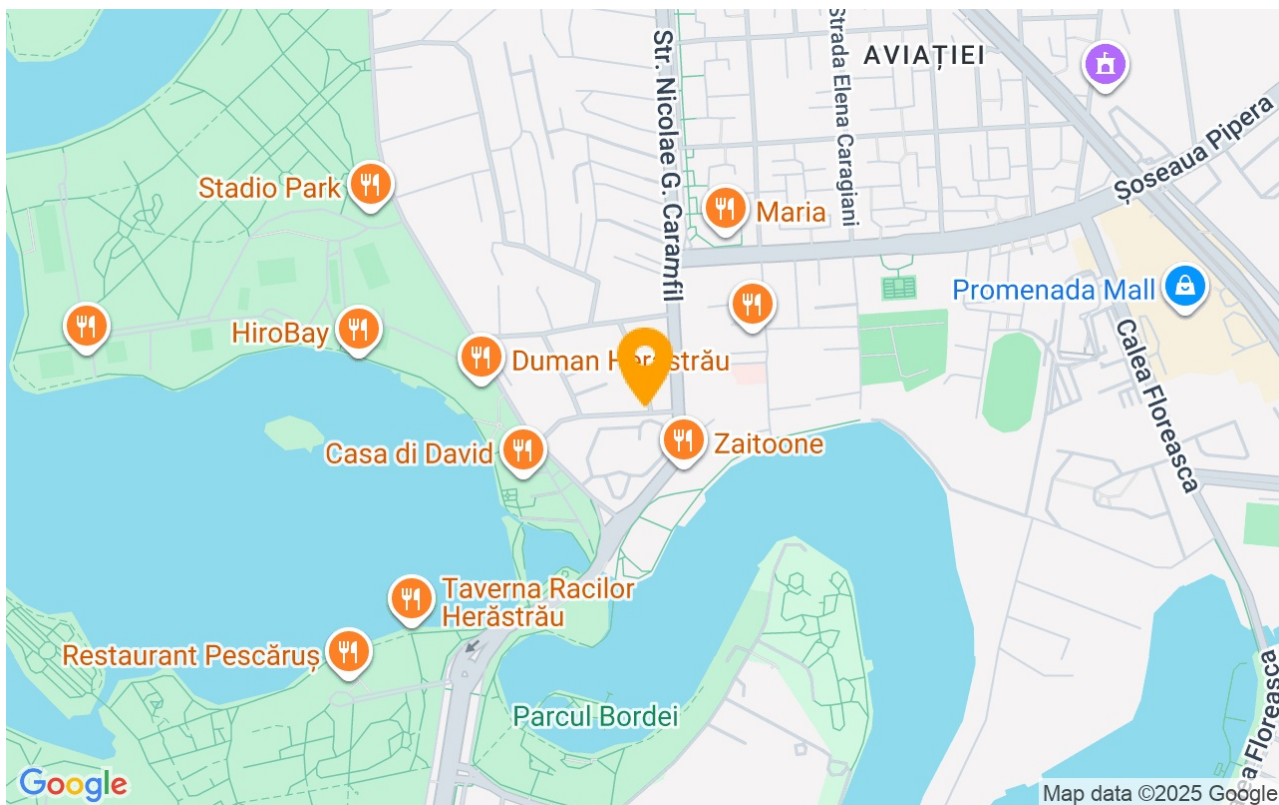 Str. Nicolae G. Caramfil
Strada Elena Caragiani
AVIAȚIEI
Șoseaua Pipera
Stadio Park
Maria
Promenada Mall
HiroBay
Duman Herăstrău
Calea Floreasca
Casa di David
Zaitoone
Taverna Racilor
Herăstrău
Restaurant Pescăruș
Parcul Bordei
Floreasca
Google
Map data ©2025 Google